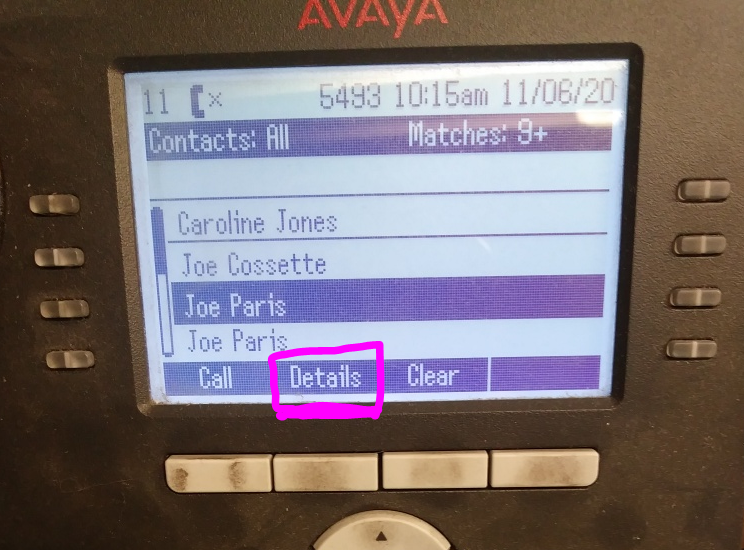 AVAYA
11 5493 10:15am 11/06/20
Contacts: All Matches: 9+
Caroline Jones
Joe Cossette
Joe Paris
Joe Paris
Call Details Clear